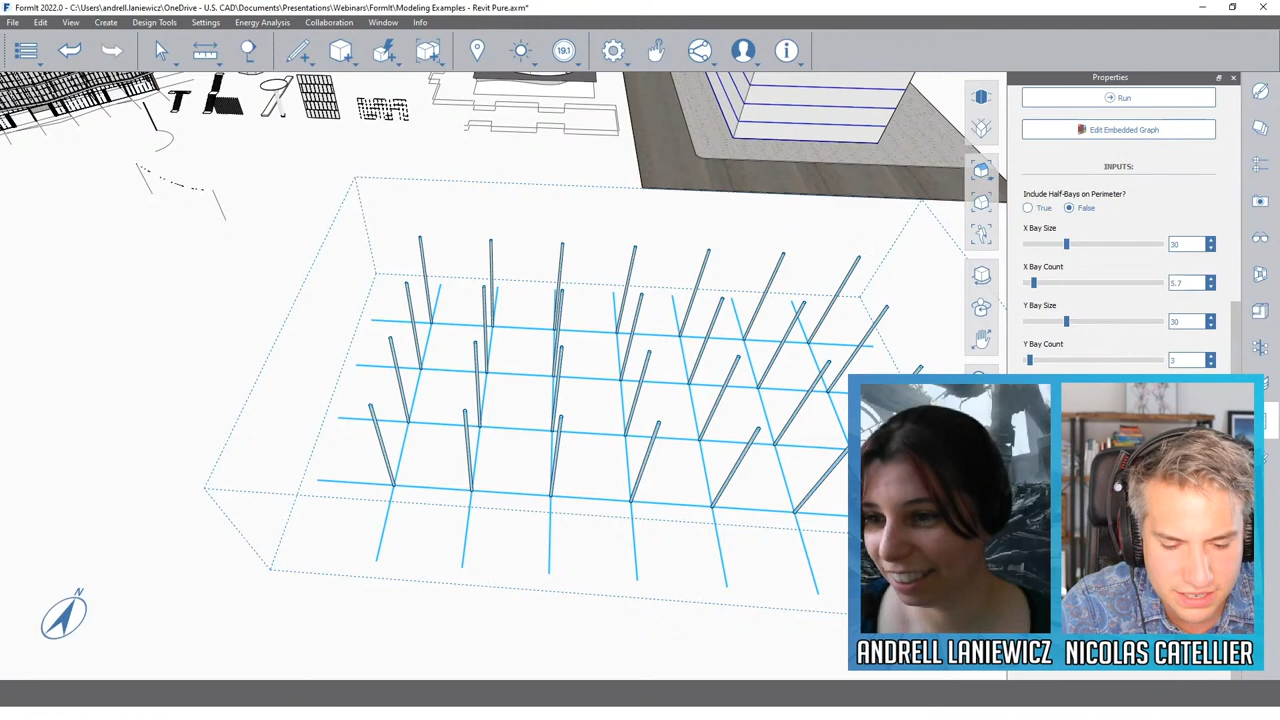 FormIt 2022.0 - C:\Users\andrell.laniewicz\OneDrive - U.S. CAD\Documents\Presentations\Webinars\FormIt\Modeling Examples - Revit Pure.axm*
File Edit View Create Design Tools Settings Energy Analysis Collaboration Window Info
19.1
Properties
Run
Edit Embedded Graph
INPUTS:
Include Half-Bays on Perimeter?
True False
X Bay Size
30
X Bay Count
5.7
Y Bay Size
30
Y Bay Count
3
N
ANDRELL LANIEWICZ NICOLAS CATELLIER